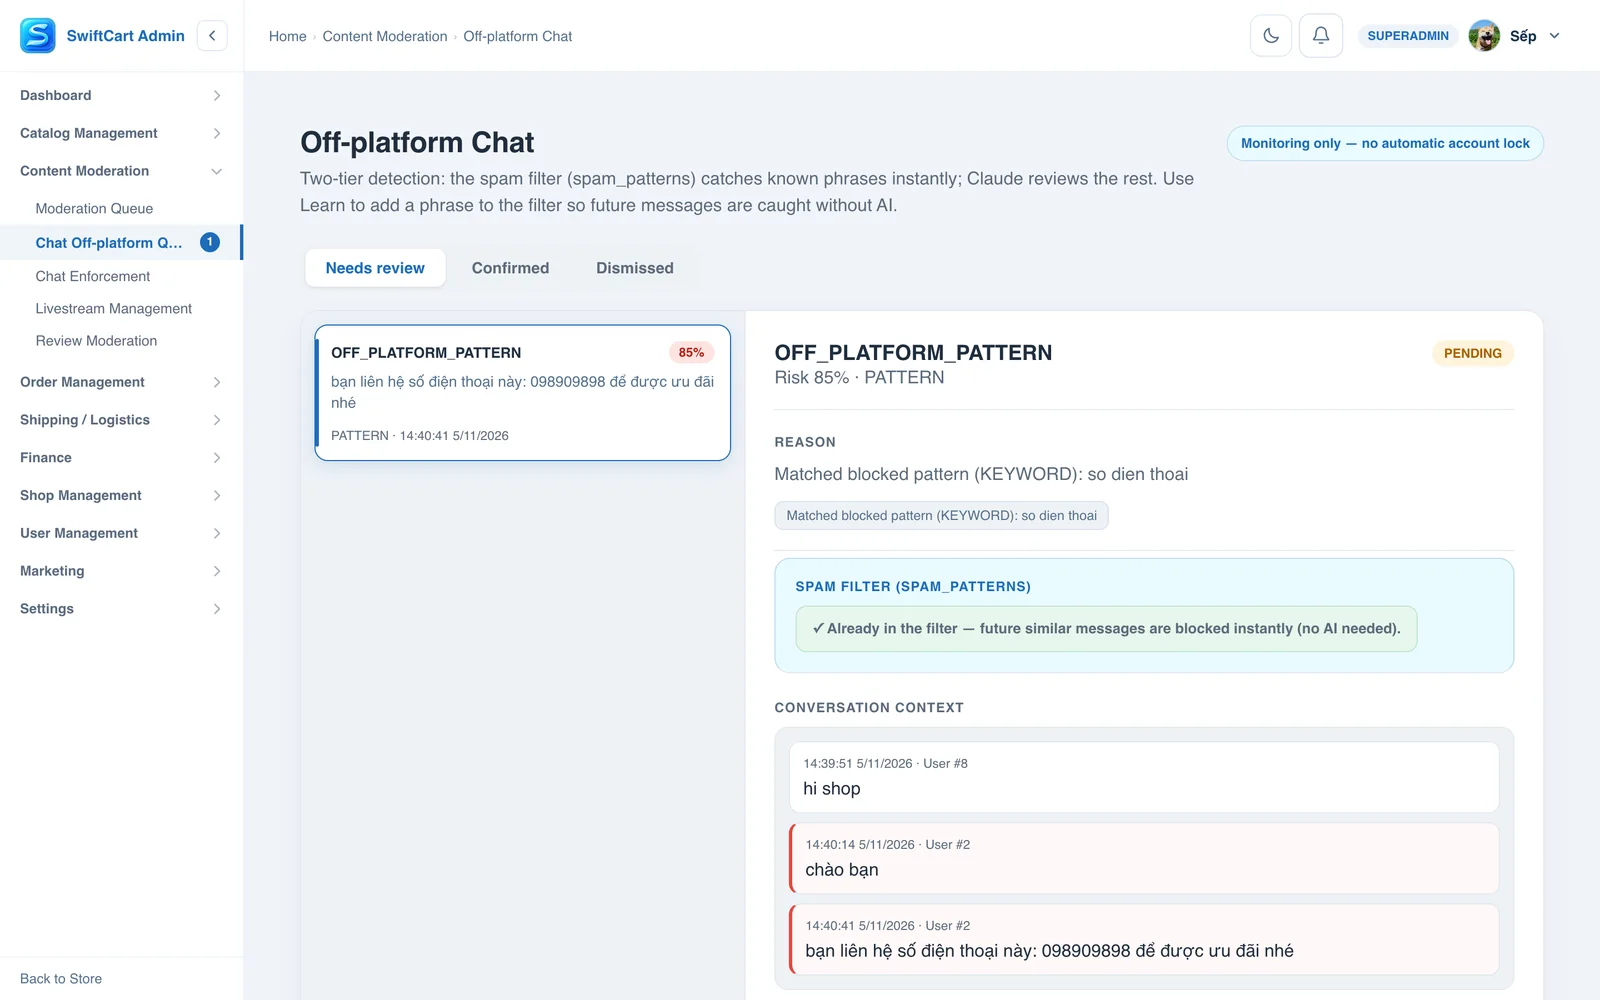 SwiftCart Admin
Home › Content Moderation › Off-platform Chat
SUPERADMIN
Sếp
Dashboard
Catalog Management
Content Moderation
Moderation Queue
Chat Off-platform Q...
1
Chat Enforcement
Livestream Management
Review Moderation
Order Management
Shipping / Logistics
Finance
Shop Management
User Management
Marketing
Settings
Back to Store
Off-platform Chat
Monitoring only — no automatic account lock
Two-tier detection: the spam filter (spam_patterns) catches known phrases instantly; Claude reviews the rest. Use
Learn to add a phrase to the filter so future messages are caught without AI.
Needs review
Confirmed
Dismissed
OFF_PLATFORM_PATTERN
85%
bạn liên hệ số điện thoại này: 098909898 để được ưu đãi
nhé
PATTERN · 14:40:41 5/11/2026
OFF_PLATFORM_PATTERN
PENDING
Risk 85% · PATTERN
REASON
Matched blocked pattern (KEYWORD): so dien thoai
Matched blocked pattern (KEYWORD): so dien thoai
SPAM FILTER (SPAM_PATTERNS)
✓ Already in the filter — future similar messages are blocked instantly (no AI needed).
CONVERSATION CONTEXT
14:39:51 5/11/2026 · User #8
hi shop
14:40:14 5/11/2026 · User #2
chào bạn
14:40:41 5/11/2026 · User #2
bạn liên hệ số điện thoại này: 098909898 để được ưu đãi nhé